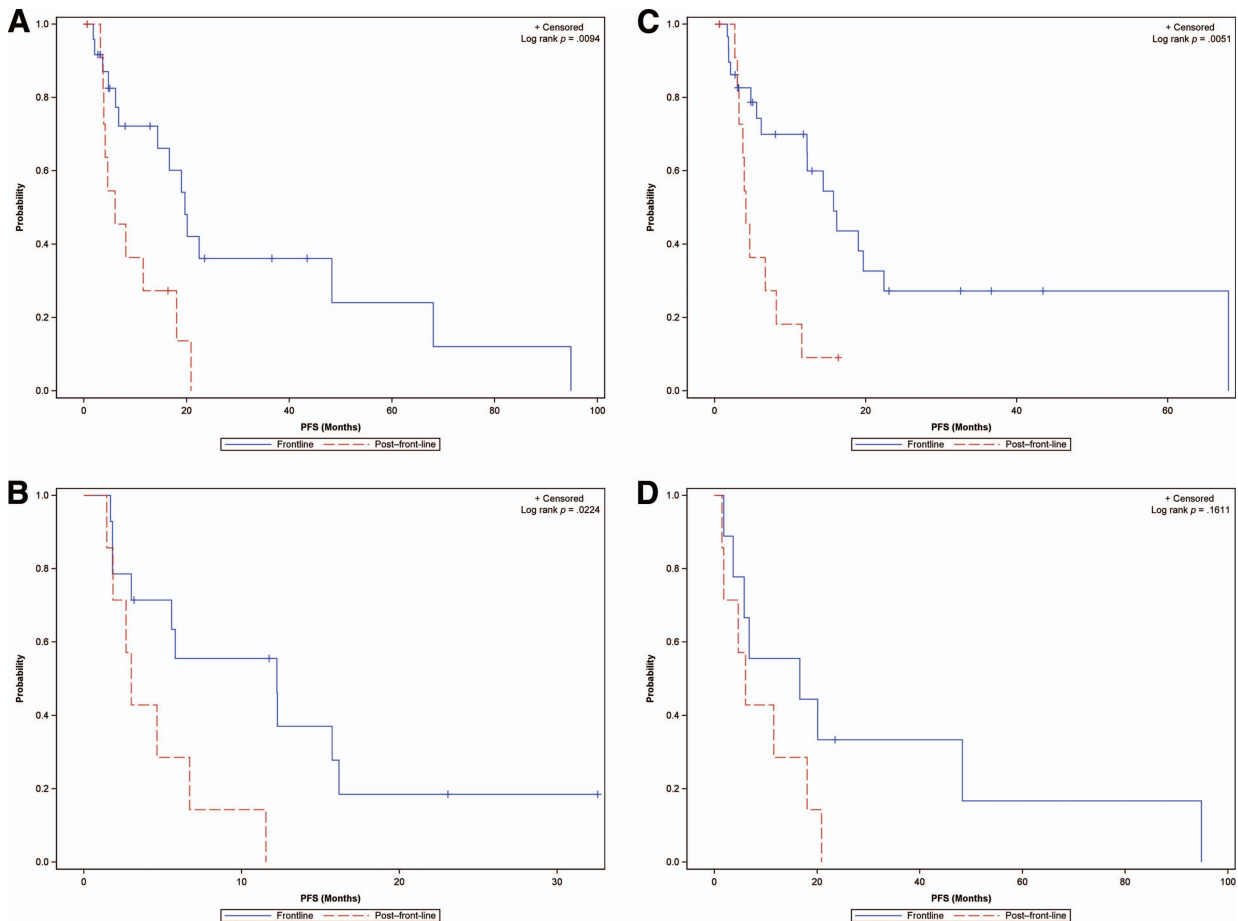 A
+ Censored
Log rank p = .0094
1.0
0.8
0.6
0.4
0.2
0.0
Probability
0 20 40 60 80 100
PFS (Months)
Frontline Post–front-line
C
+ Censored
Log rank p = .0051
1.0
0.8
0.6
0.4
0.2
0.0
Probability
0 20 40 60
PFS (Months)
Frontline Post–front-line
B
+ Censored
Log rank p = .0224
1.0
0.8
0.6
0.4
0.2
0.0
Probability
0 10 20 30
PFS (Months)
Frontline Post–front-line
D
+ Censored
Log rank p = .1611
1.0
0.8
0.6
0.4
0.2
0.0
Probability
0 20 40 60 80 100
PFS (Months)
Frontline Post–front-line